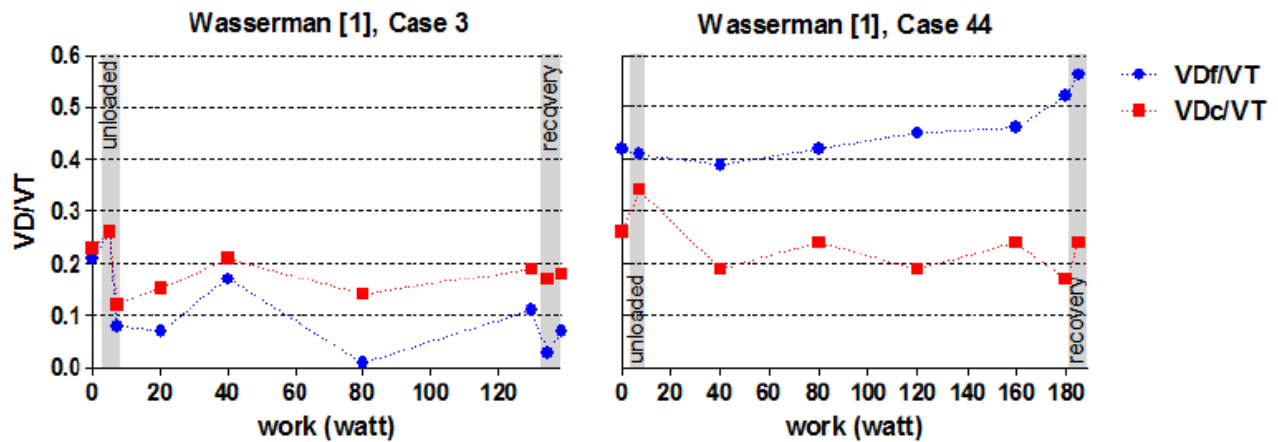 Wasserman [1], Case 3
Wasserman [1], Case 44
VD/VT
0.6
0.5
0.4
0.3
0.2
0.1
0.0
unloaded
recovery
unloaded
recovery
VDf/VT
VDc/VT
0 20 40 60 80 100 120
0 20 40 60 80 100 120 140 160 180
work (watt)
work (watt)